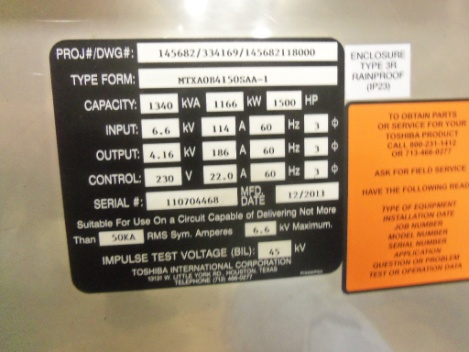 PROJ#/DWG#: 145682/334169/145682118000
TYPE FORM: MTXAOB4150SAA-1
CAPACITY: 1340 KVA 1166 KW 1500 HP
INPUT: 6.6 kV 114 A 60 Hz 3 Φ
OUTPUT: 4.16 kV 186 A 60 Hz 3 Φ
CONTROL: 230 V 22.0 A 60 Hz 3 Φ
SERIAL #: 110704468 MFD. DATE 12/2011
Suitable For Use On a Circuit Capable of Delivering Not More
Than 50KA RMS Sym. Amperes 6.6 kV Maximum.
IMPULSE TEST VOLTAGE (BIL): 45 kV
TOSHIBA INTERNATIONAL CORPORATION
13131 W. LITTLE YORK RD., HOUSTON, TEXAS
TELEPHONE (713) 466-0277
ENCLOSURE
TYPE 3R
RAINPROOF
(IP23)
TO OBTAIN PARTS
OR SERVICE FOR YOUR
TOSHIBA PRODUCT
CALL 800-231-1412
OR 713-466-0277
ASK FOR FIELD SERVICE
HAVE THE FOLLOWING READ
TYPE OF EQUIPMENT
INSTALLATION DATE
JOB NUMBER
MODEL NUMBER
SERIAL NUMBER
APPLICATION
QUESTION OR PROBLEM
TEST OR OPERATION DATA